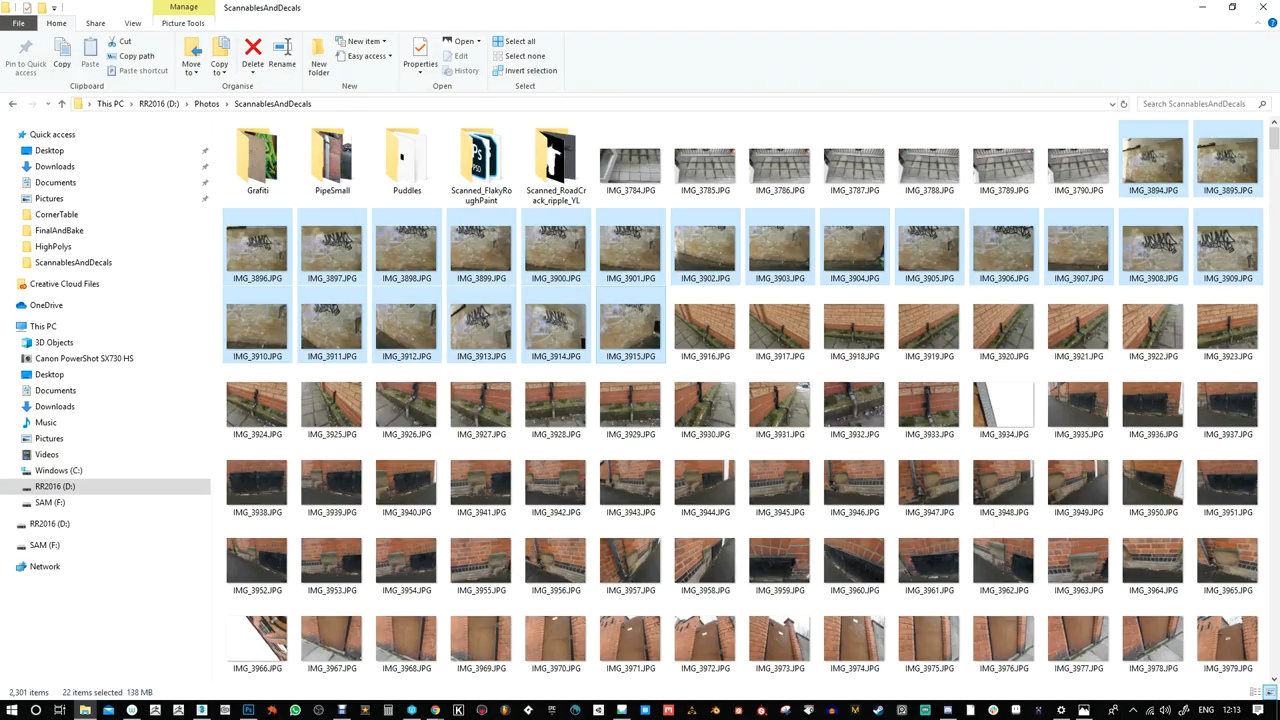 Manage
ScannablesAndDecals
File
Home
Share
View
Picture Tools
Pin to Quick access
Copy
Paste
Cut
Copy path
Paste shortcut
Clipboard
Move to
Copy to
Delete
Rename
Organise
New folder
New item
Easy access
New
Properties
Open
Edit
History
Open
Select all
Select none
Invert selection
Select
This PC
RR2016 (D:)
Photos
ScannablesAndDecals
Search ScannablesAndDecals
Quick access
Desktop
Downloads
Documents
Pictures
CornerTable
FinalAndBake
HighPolys
ScannablesAndDecals
Creative Cloud Files
OneDrive
This PC
3D Objects
Canon PowerShot SX730 HS
Desktop
Documents
Downloads
Music
Pictures
Videos
Windows (C:)
RR2016 (D:)
SAM (F:)
RR2016 (D:)
SAM (F:)
Network
Grafiti PipeSmall Puddles Scanned_FlakyRoughPaint Scanned_RoadCrack_ripple_YL IMG_3784.JPG IMG_3785.JPG IMG_3786.JPG IMG_3787.JPG IMG_3788.JPG IMG_3789.JPG IMG_3790.JPG IMG_3894.JPG IMG_3895.JPG
IMG_3896.JPG IMG_3897.JPG IMG_3898.JPG IMG_3899.JPG IMG_3900.JPG IMG_3901.JPG IMG_3902.JPG IMG_3903.JPG IMG_3904.JPG IMG_3905.JPG IMG_3906.JPG IMG_3907.JPG IMG_3908.JPG IMG_3909.JPG
IMG_3910.JPG IMG_3911.JPG IMG_3912.JPG IMG_3913.JPG IMG_3914.JPG IMG_3915.JPG IMG_3916.JPG IMG_3917.JPG IMG_3918.JPG IMG_3919.JPG IMG_3920.JPG IMG_3921.JPG IMG_3922.JPG IMG_3923.JPG
IMG_3924.JPG IMG_3925.JPG IMG_3926.JPG IMG_3927.JPG IMG_3928.JPG IMG_3929.JPG IMG_3930.JPG IMG_3931.JPG IMG_3932.JPG IMG_3933.JPG IMG_3934.JPG IMG_3935.JPG IMG_3936.JPG IMG_3937.JPG
IMG_3938.JPG IMG_3939.JPG IMG_3940.JPG IMG_3941.JPG IMG_3942.JPG IMG_3943.JPG IMG_3944.JPG IMG_3945.JPG IMG_3946.JPG IMG_3947.JPG IMG_3948.JPG IMG_3949.JPG IMG_3950.JPG IMG_3951.JPG
IMG_3952.JPG IMG_3953.JPG IMG_3954.JPG IMG_3955.JPG IMG_3956.JPG IMG_3957.JPG IMG_3958.JPG IMG_3959.JPG IMG_3960.JPG IMG_3961.JPG IMG_3962.JPG IMG_3963.JPG IMG_3964.JPG IMG_3965.JPG
IMG_3966.JPG IMG_3967.JPG IMG_3968.JPG IMG_3969.JPG IMG_3970.JPG IMG_3971.JPG IMG_3972.JPG IMG_3973.JPG IMG_3974.JPG IMG_3975.JPG IMG_3976.JPG IMG_3977.JPG IMG_3978.JPG IMG_3979.JPG
2,301 items
22 items selected 138 MB
ENG
12:13